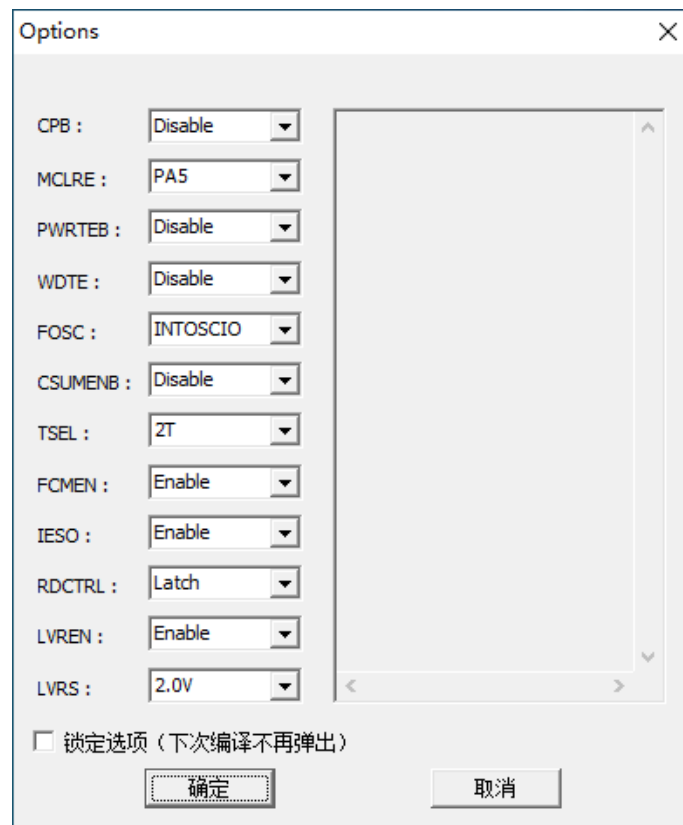 Options
CPB : Disable
MCLRE : PA5
PWRTEB : Disable
WDTE : Disable
FOSC : INTOSCIO
CSUMENB : Disable
TSEL : 2T
FCMEN : Enable
IESO : Enable
RDCTRL : Latch
LVREN : Enable
LVRS : 2.0V
锁定选项（下次编译不再弹出）
确定 取消